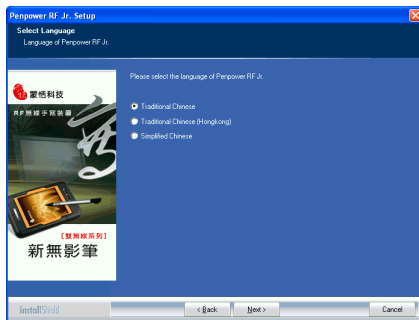 Penpower RF Jr. Setup
Select Language
Language of Penpower RF Jr.
Please select the language of Penpower RF Jr.
蒙恬科技
RF無線手寫裝置
Traditional Chinese
Traditional Chinese (Hongkong)
Simplified Chinese
[雙無線系列]
新無影筆
InstallShield
< Back
Next >
Cancel